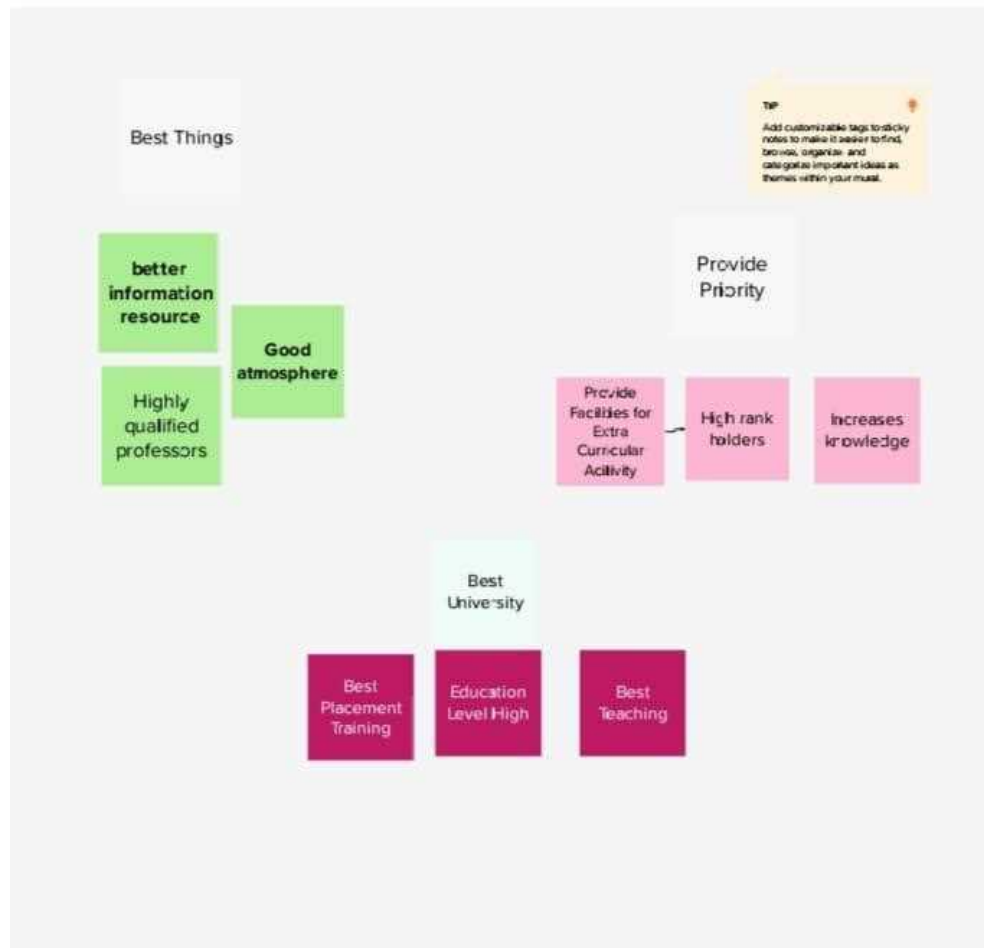 Best Things
TIP
Add customizable tags to sticky
notes to make it easier to find,
browse, organize and
categorize important ideas as
themes within your mural.
Provide
Priority
better
information
resource
Good
atmosphere
Highly
qualified
professors
Provide
Facilities for
Extra
Curricular
Acilivity
High rank
holders
Increases
knowledge
Best
University
Best
Placement
Training
Education
Level High
Best
Teaching